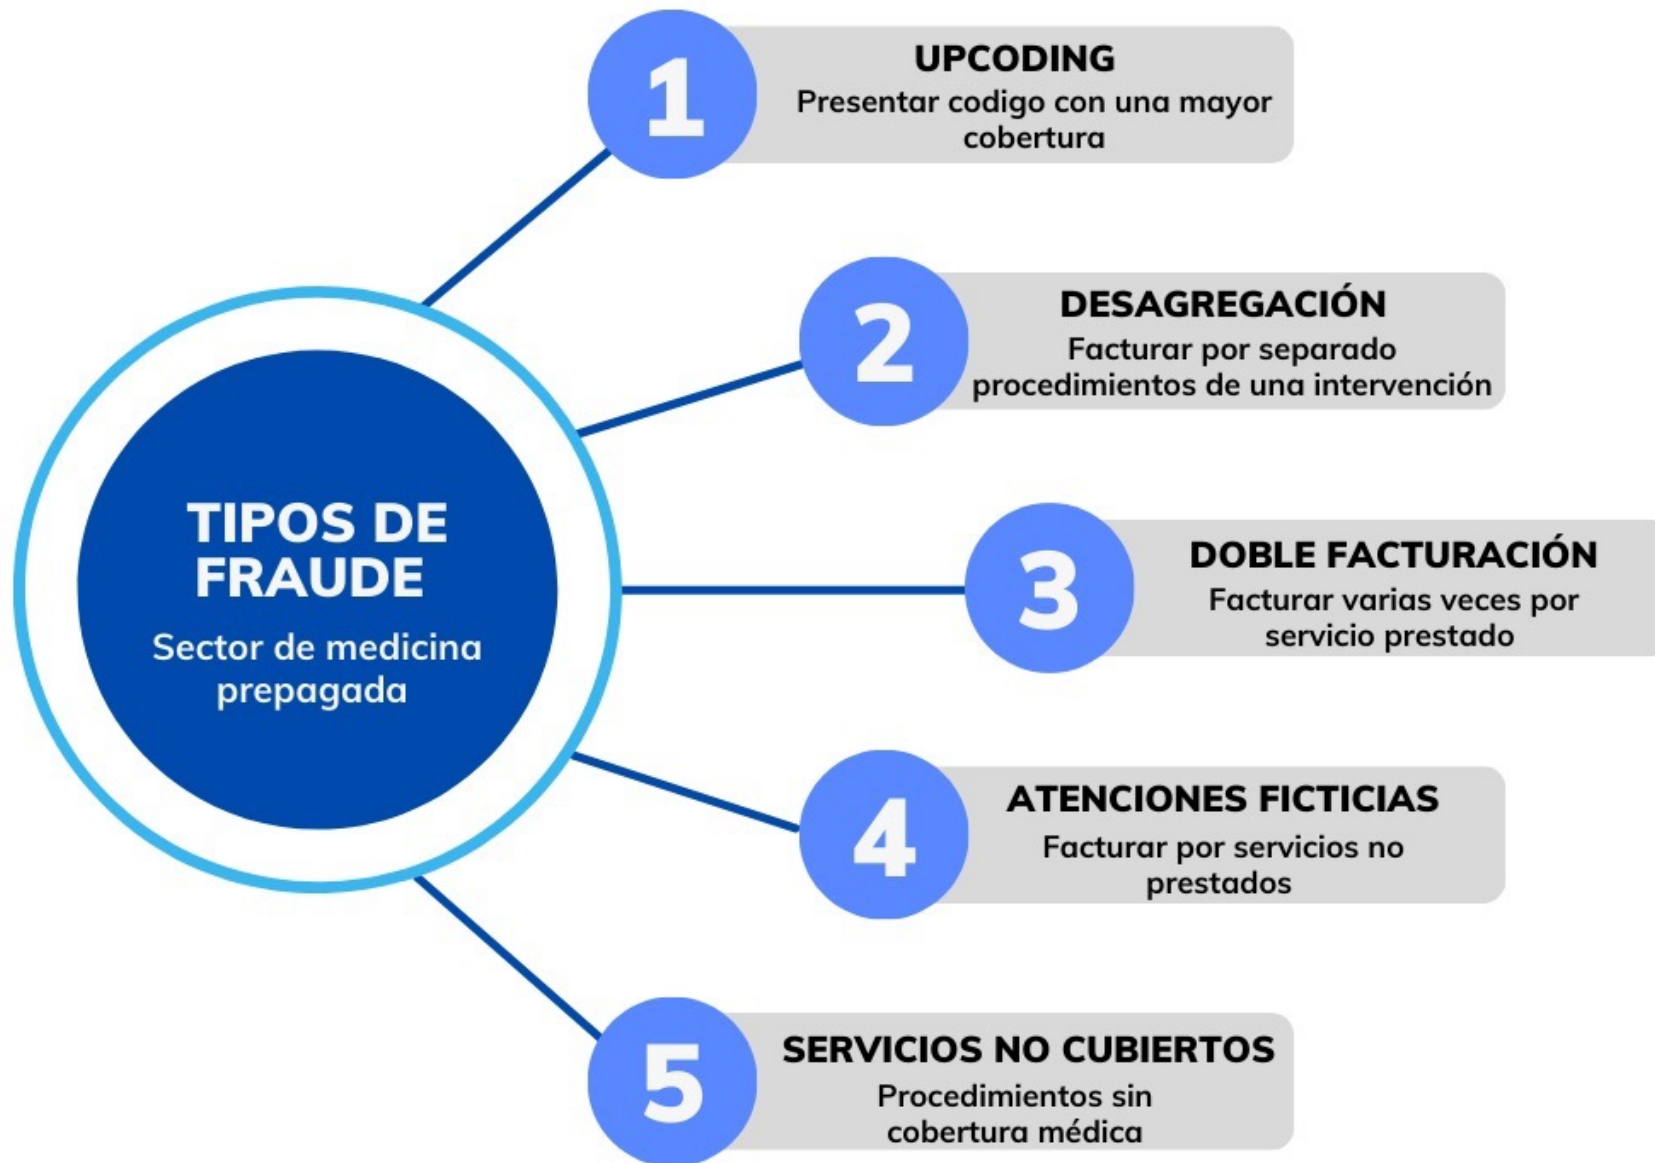 TIPOS DE
FRAUDE
Sector de medicina
prepagada
1
UPCODING
Presentar codigo con una mayor
cobertura
2
DESAGREGACIÓN
Facturar por separado
procedimientos de una intervención
3
DOBLE FACTURACIÓN
Facturar varias veces por
servicio prestado
4
ATENCIONES FICTICIAS
Facturar por servicios no
prestados
5
SERVICIOS NO CUBIERTOS
Procedimientos sin
cobertura médica